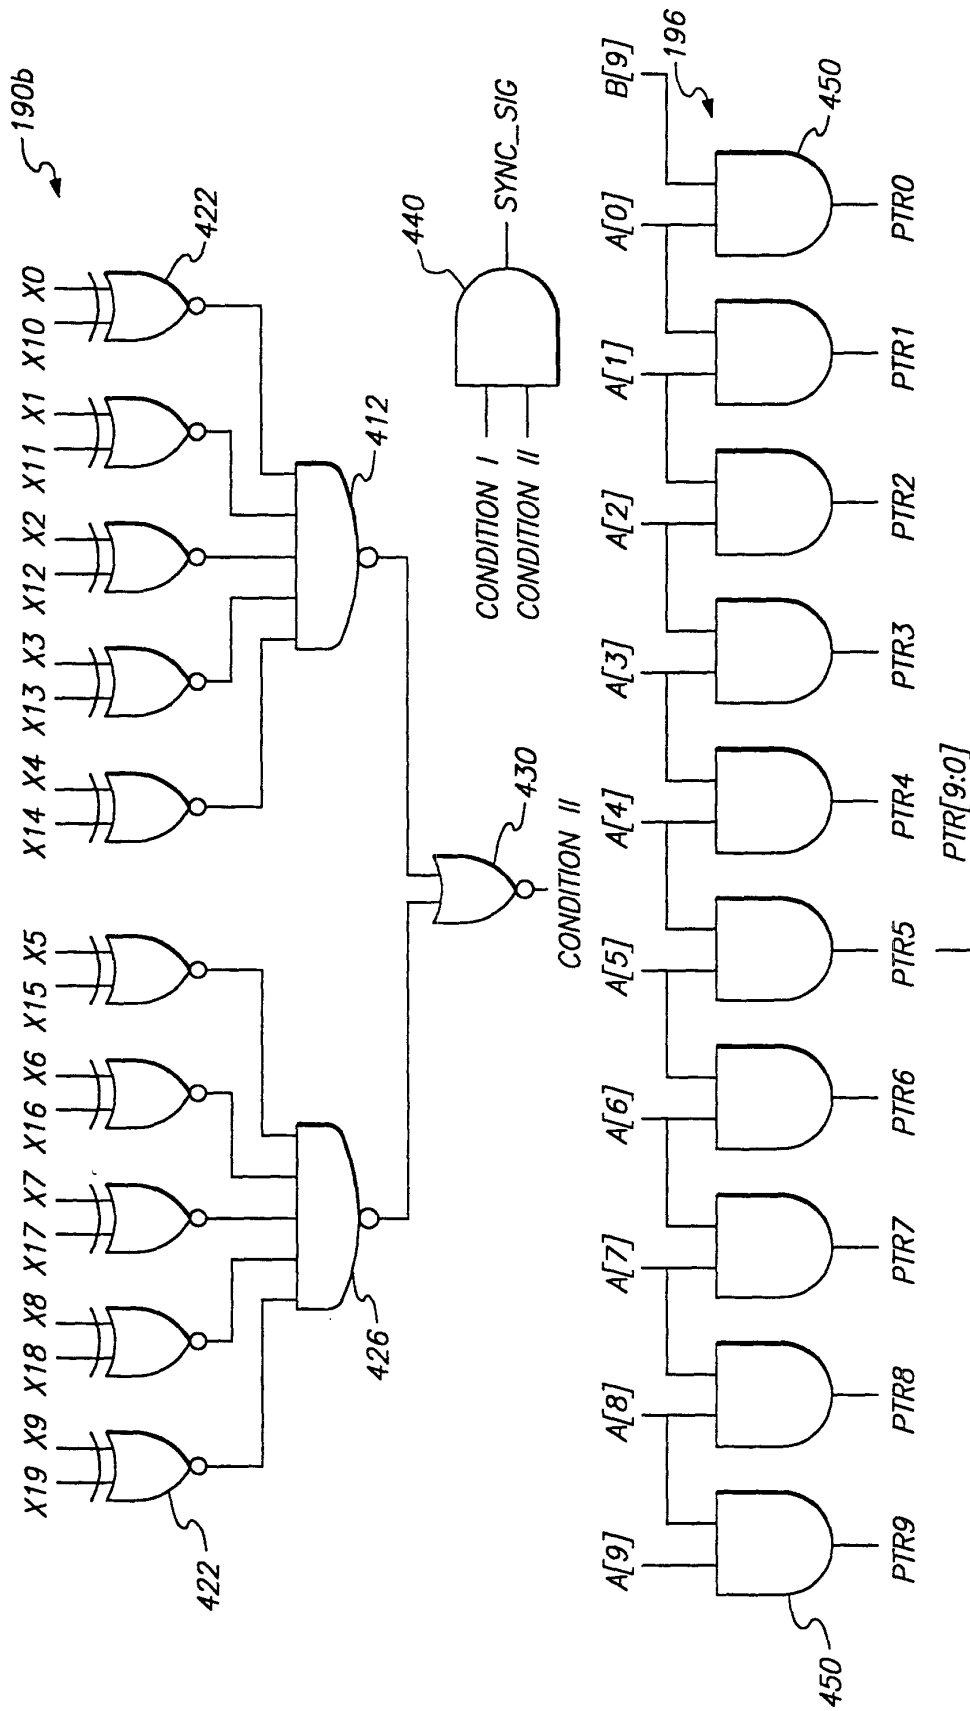 190b
X19 X9 X18 X8 X17 X7 X16 X6 X15 X5 X14 X4 X13 X3 X12 X2 X11 X1 X10 X0
422
422
426
412
430
CONDITION II
CONDITION I
CONDITION II
440
SYNC_SIG
A[9] A[8] A[7] A[6] A[5] A[4] A[3] A[2] A[1] A[0] B[9]
196
450
450
PTR9 PTR8 PTR7 PTR6 PTR5 PTR4 PTR3 PTR2 PTR1 PTR0
PTR[9:0]